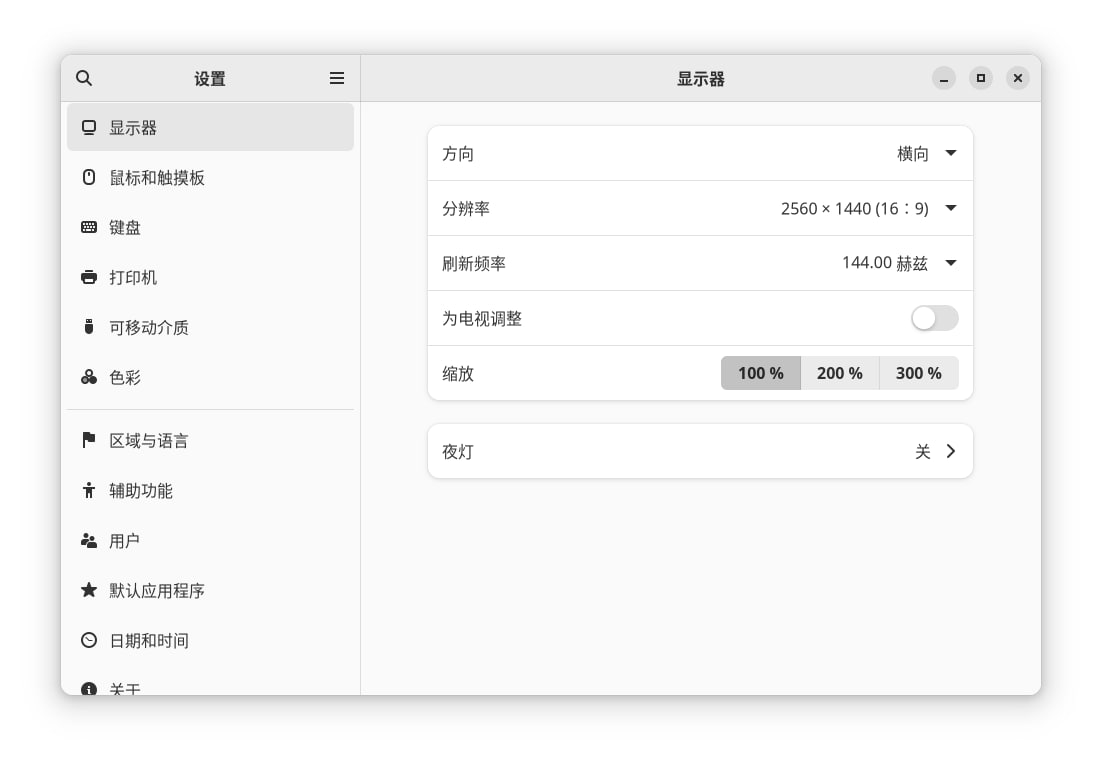 设置
显示器
显示器
鼠标和触摸板
键盘
打印机
可移动介质
色彩
区域与语言
辅助功能
用户
默认应用程序
日期和时间
关于
方向 横向
分辨率 2560 × 1440 (16∶9)
刷新频率 144.00 赫兹
为电视调整
缩放 100 % 200 % 300 %
夜灯 关